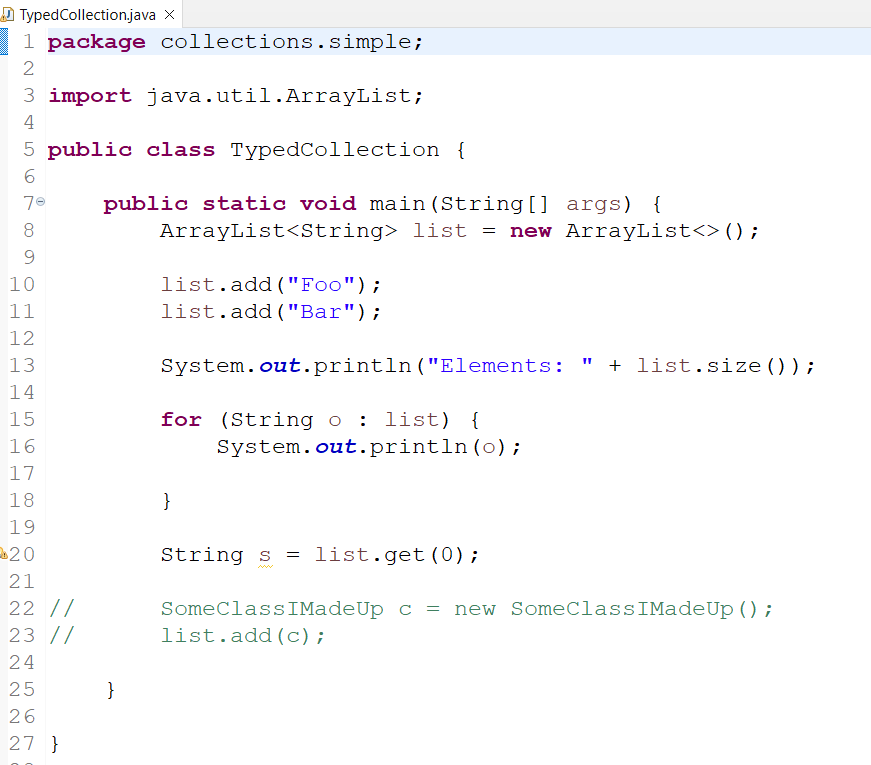 TypedCollection.java
1 package collections.simple;
2
3 import java.util.ArrayList;
4
5 public class TypedCollection {
6
7     public static void main(String[] args) {
8         ArrayList<String> list = new ArrayList<>();
9
10         list.add("Foo");
11         list.add("Bar");
12
13         System.out.println("Elements: " + list.size());
14
15         for (String o : list) {
16             System.out.println(o);
17
18         }
19
20         String s = list.get(0);
21
22 //      SomeClassIMadeUp c = new SomeClassIMadeUp();
23 //      list.add(c);
24
25     }
26
27 }